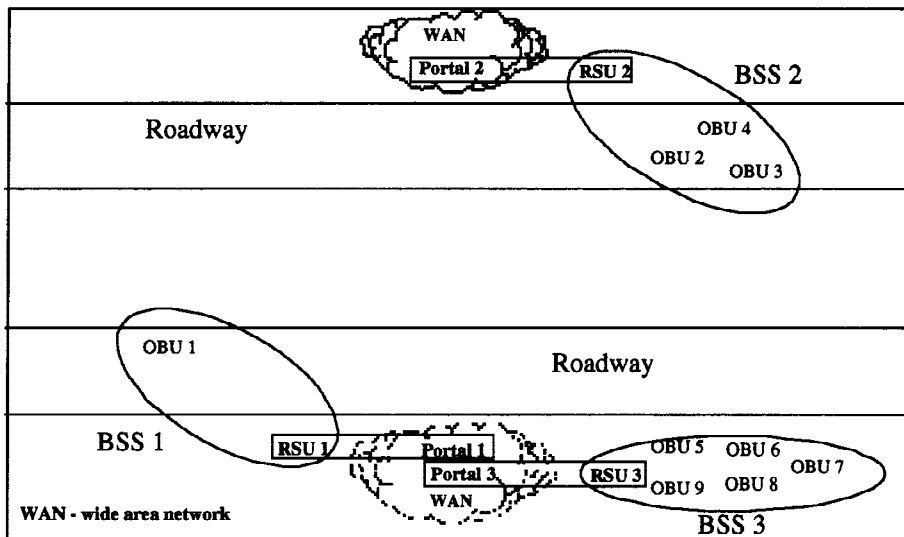 WAN
Portal 2
RSU 2
BSS 2
Roadway
OBU 4
OBU 2
OBU 3
OBU 1
Roadway
BSS 1
RSU 1
Portal 1
OBU 5
OBU 6
OBU 7
Portal 3
RSU 3
OBU 9
OBU 8
WAN
WAN - wide area network
BSS 3